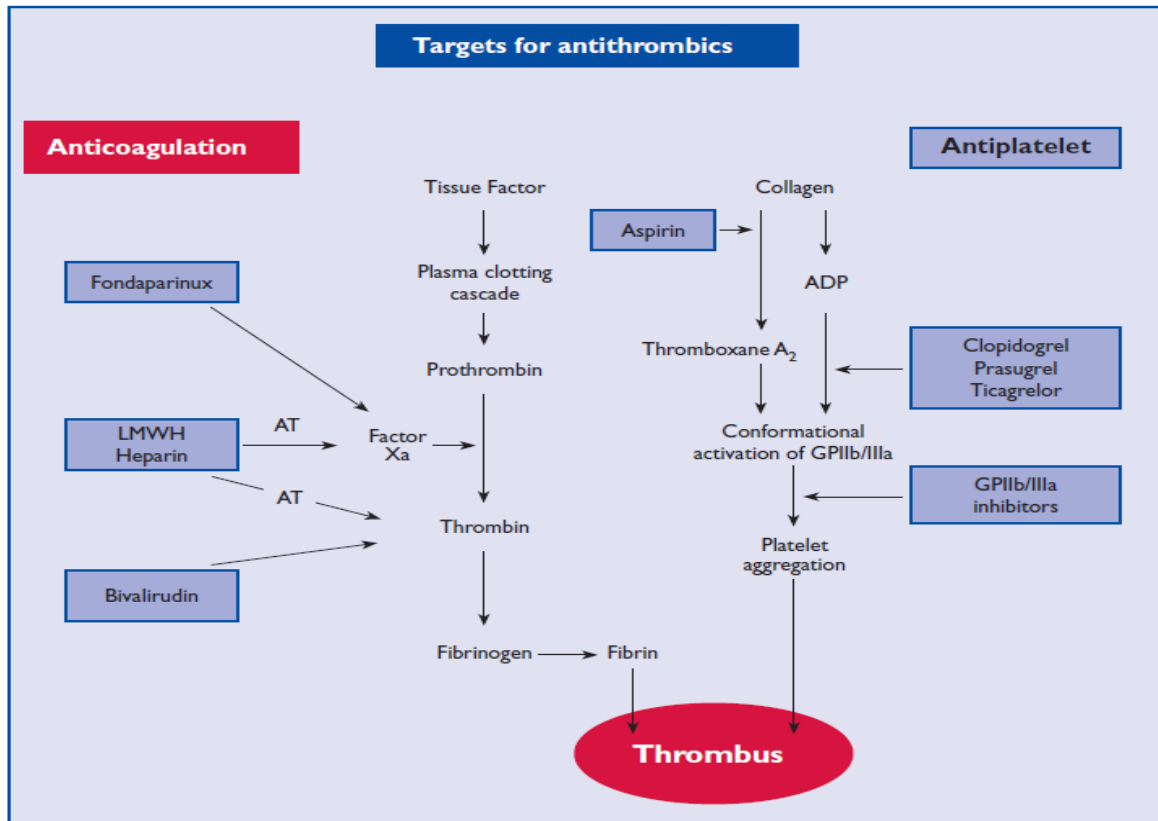 Targets for antithrombics
Anticoagulation
Antiplatelet
Tissue Factor
Collagen
Aspirin
Fondaparinux
Plasma clotting
cascade
ADP
Thromboxane A₂
Clopidogrel
Prasugrel
Ticagrelor
Prothrombin
LMWH
Heparin
AT
Factor
Xa
Conformational
activation of GPIIb/IIIa
AT
GPIIb/IIIa
inhibitors
Thrombin
Platelet
aggregation
Bivalirudin
Fibrinogen
Fibrin
Thrombus